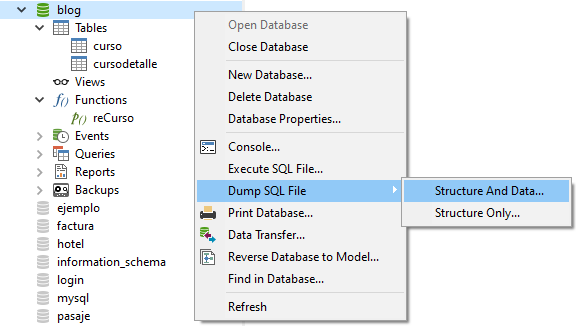 blog
Tables
curso
cursodetalle
Views
Functions
reCurso
Events
Queries
Reports
Backups
ejemplo
factura
hotel
information_schema
login
mysql
pasaje
Open Database
Close Database
New Database...
Delete Database
Database Properties...
Console...
Execute SQL File...
Dump SQL File
Print Database...
Data Transfer...
Reverse Database to Model...
Find in Database...
Refresh
Structure And Data...
Structure Only...